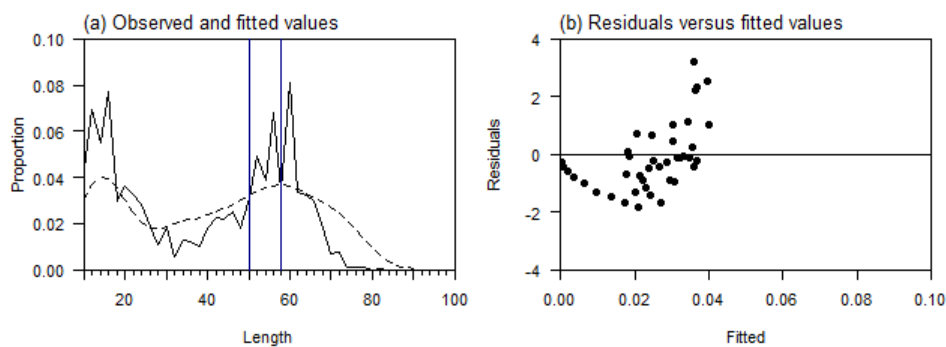 (a) Observed and fitted values
Proportion
0.10
0.08
0.06
0.04
0.02
0.00
20 40 60 80 100
Length
(b) Residuals versus fitted values
Residuals
4
2
0
-2
-4
0.00 0.02 0.04 0.06 0.08 0.10
Fitted